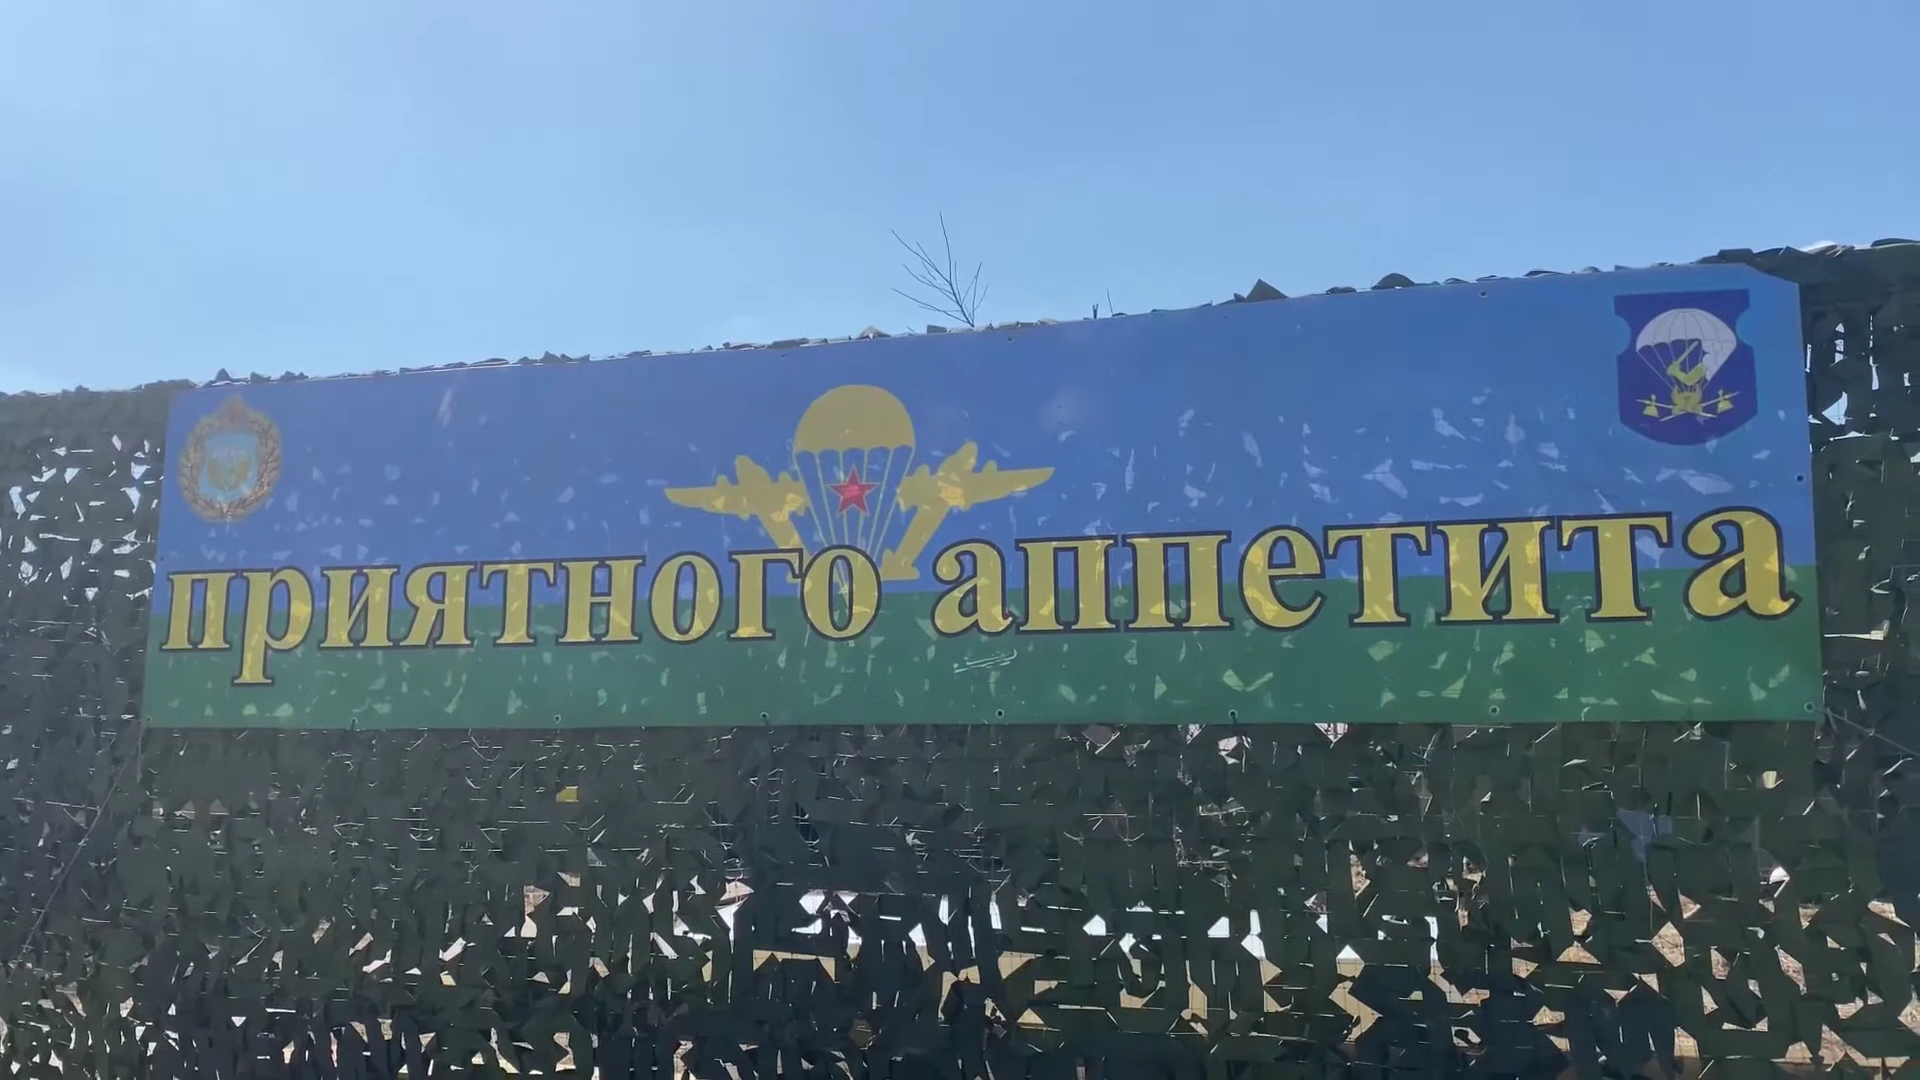 приятного аппетита